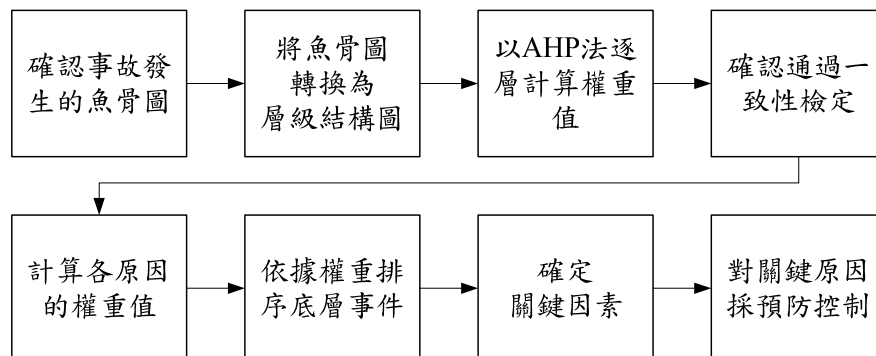 確認事故發
生的魚骨圖
將魚骨圖
轉換為
層級結構圖
以AHP法逐
層計算權重
值
確認通過一
致性檢定
計算各原因
的權重值
依據權重排
序底層事件
確定
關鍵因素
對關鍵原因
採預防控制